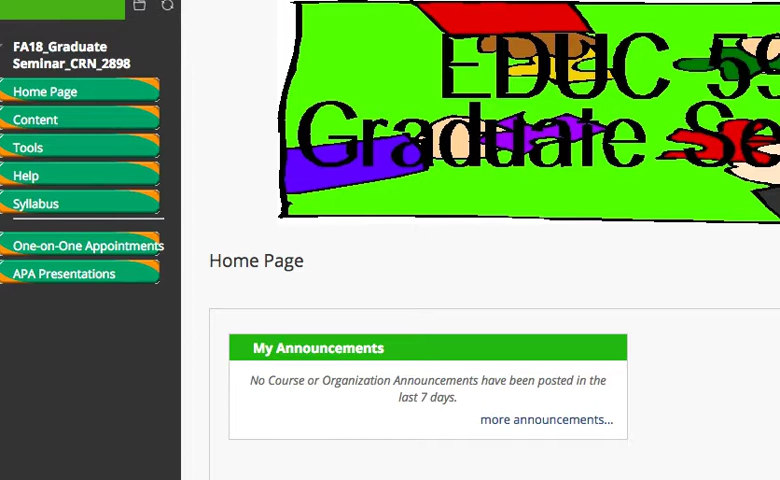 FA18_Graduate
Seminar_CRN_2898
Home Page
Content
Tools
Help
Syllabus
One-on-One Appointments
APA Presentations
EDUC 59
Graduate Se
Home Page
My Announcements
No Course or Organization Announcements have been posted in the
last 7 days.
more announcements...